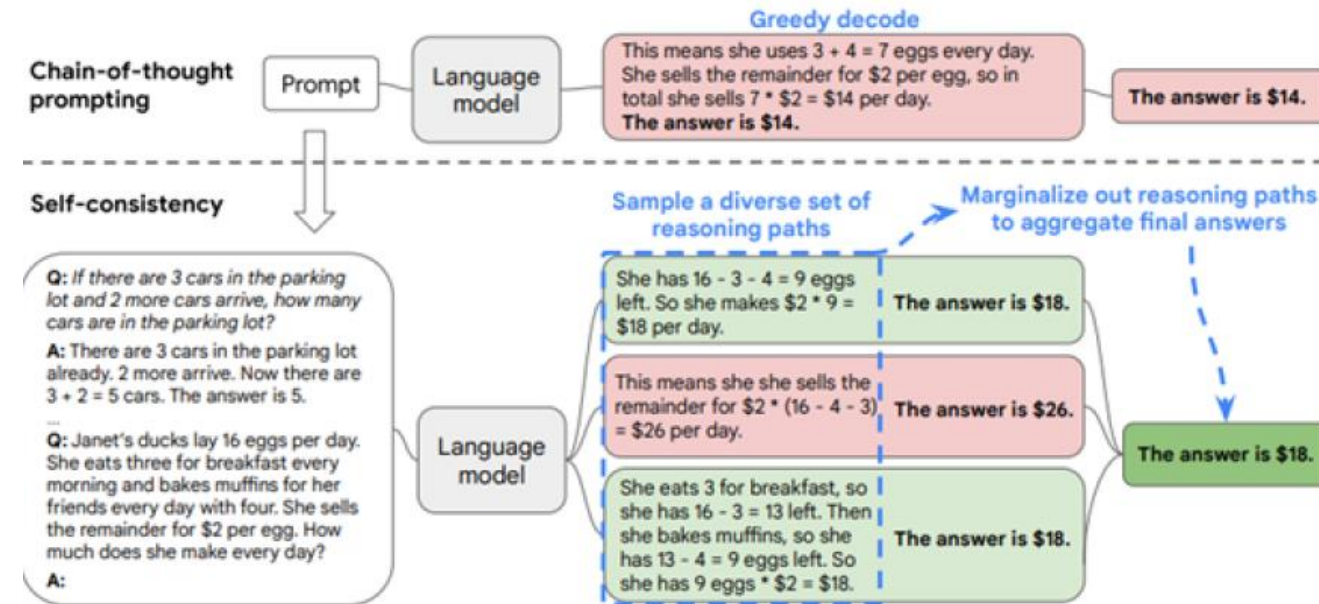 Greedy decode
Chain-of-thought
prompting
Prompt
Language
model
This means she uses 3 + 4 = 7 eggs every day.
She sells the remainder for $2 per egg, so in
total she sells 7 * $2 = $14 per day.
The answer is $14.
The answer is $14.
Self-consistency
Sample a diverse set of
reasoning paths
Marginalize out reasoning paths
to aggregate final answers
Q: If there are 3 cars in the parking
lot and 2 more cars arrive, how many
cars are in the parking lot?
A: There are 3 cars in the parking lot
already. 2 more arrive. Now there are
3 + 2 = 5 cars. The answer is 5.
...
Q: Janet's ducks lay 16 eggs per day.
She eats three for breakfast every
morning and bakes muffins for her
friends every day with four. She sells
the remainder for $2 per egg. How
much does she make every day?
A:
Language
model
She has 16 - 3 - 4 = 9 eggs
left. So she makes $2 * 9 =
$18 per day.
The answer is $18.
This means she she sells the
remainder for $2 * (16 - 4 - 3)
= $26 per day.
The answer is $26.
She eats 3 for breakfast, so
she has 16 - 3 = 13 left. Then
she bakes muffins, so she
has 13 - 4 = 9 eggs left. So
she has 9 eggs * $2 = $18.
The answer is $18.
The answer is $18.